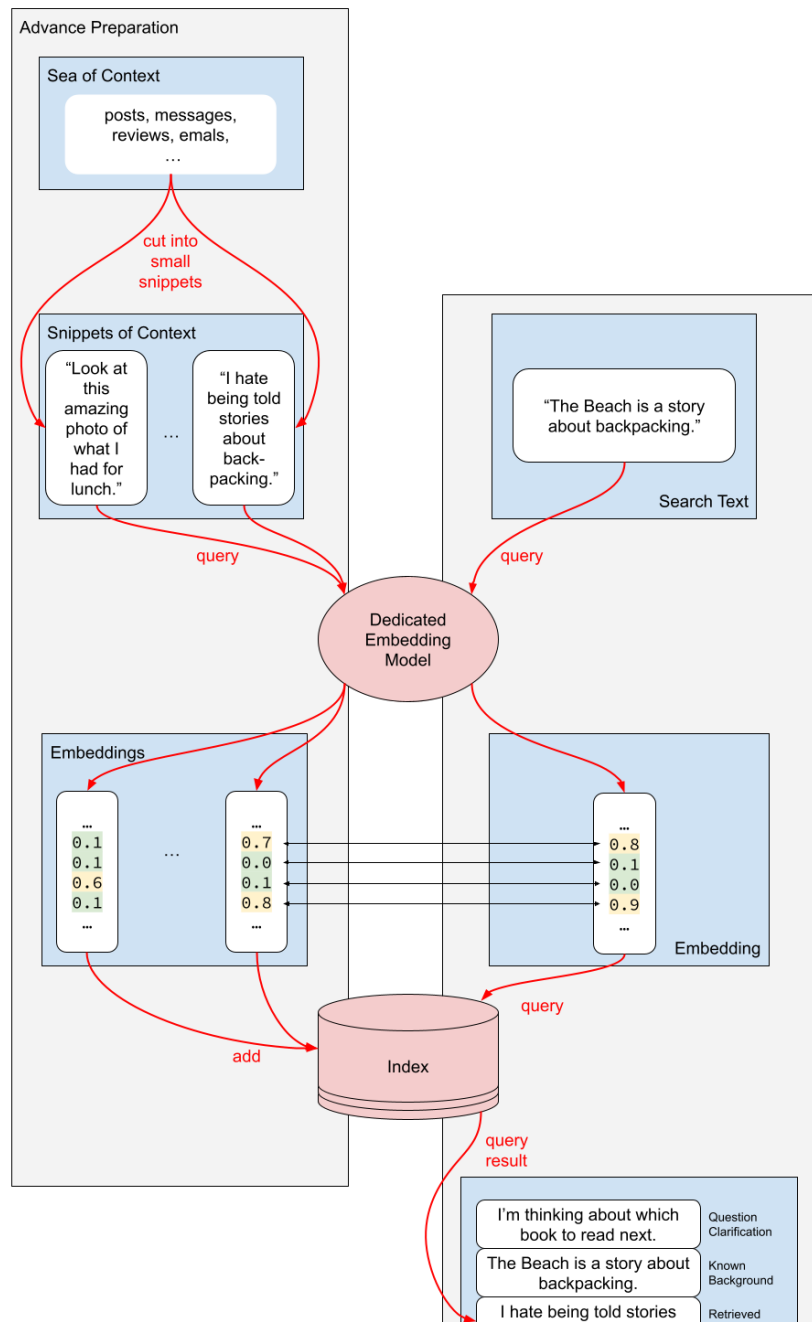 Advance Preparation
Sea of Context
posts, messages,
reviews, emals,
…
cut into
small
snippets
Snippets of Context
“Look at
this
amazing
photo of
what I
had for
lunch.”
…
“I hate
being told
stories
about
back-
packing.”
query
“The Beach is a story
about backpacking.”
Search Text
query
Dedicated
Embedding
Model
Embeddings
…
0.1
0.1
0.6
0.1
…
…
…
0.7
0.0
0.1
0.8
…
…
0.8
0.1
0.0
0.9
…
Embedding
add
query
Index
query
result
I’m thinking about which
book to read next.
Question
Clarification
The Beach is a story about
backpacking.
Known
Background
I hate being told stories
Retrieved